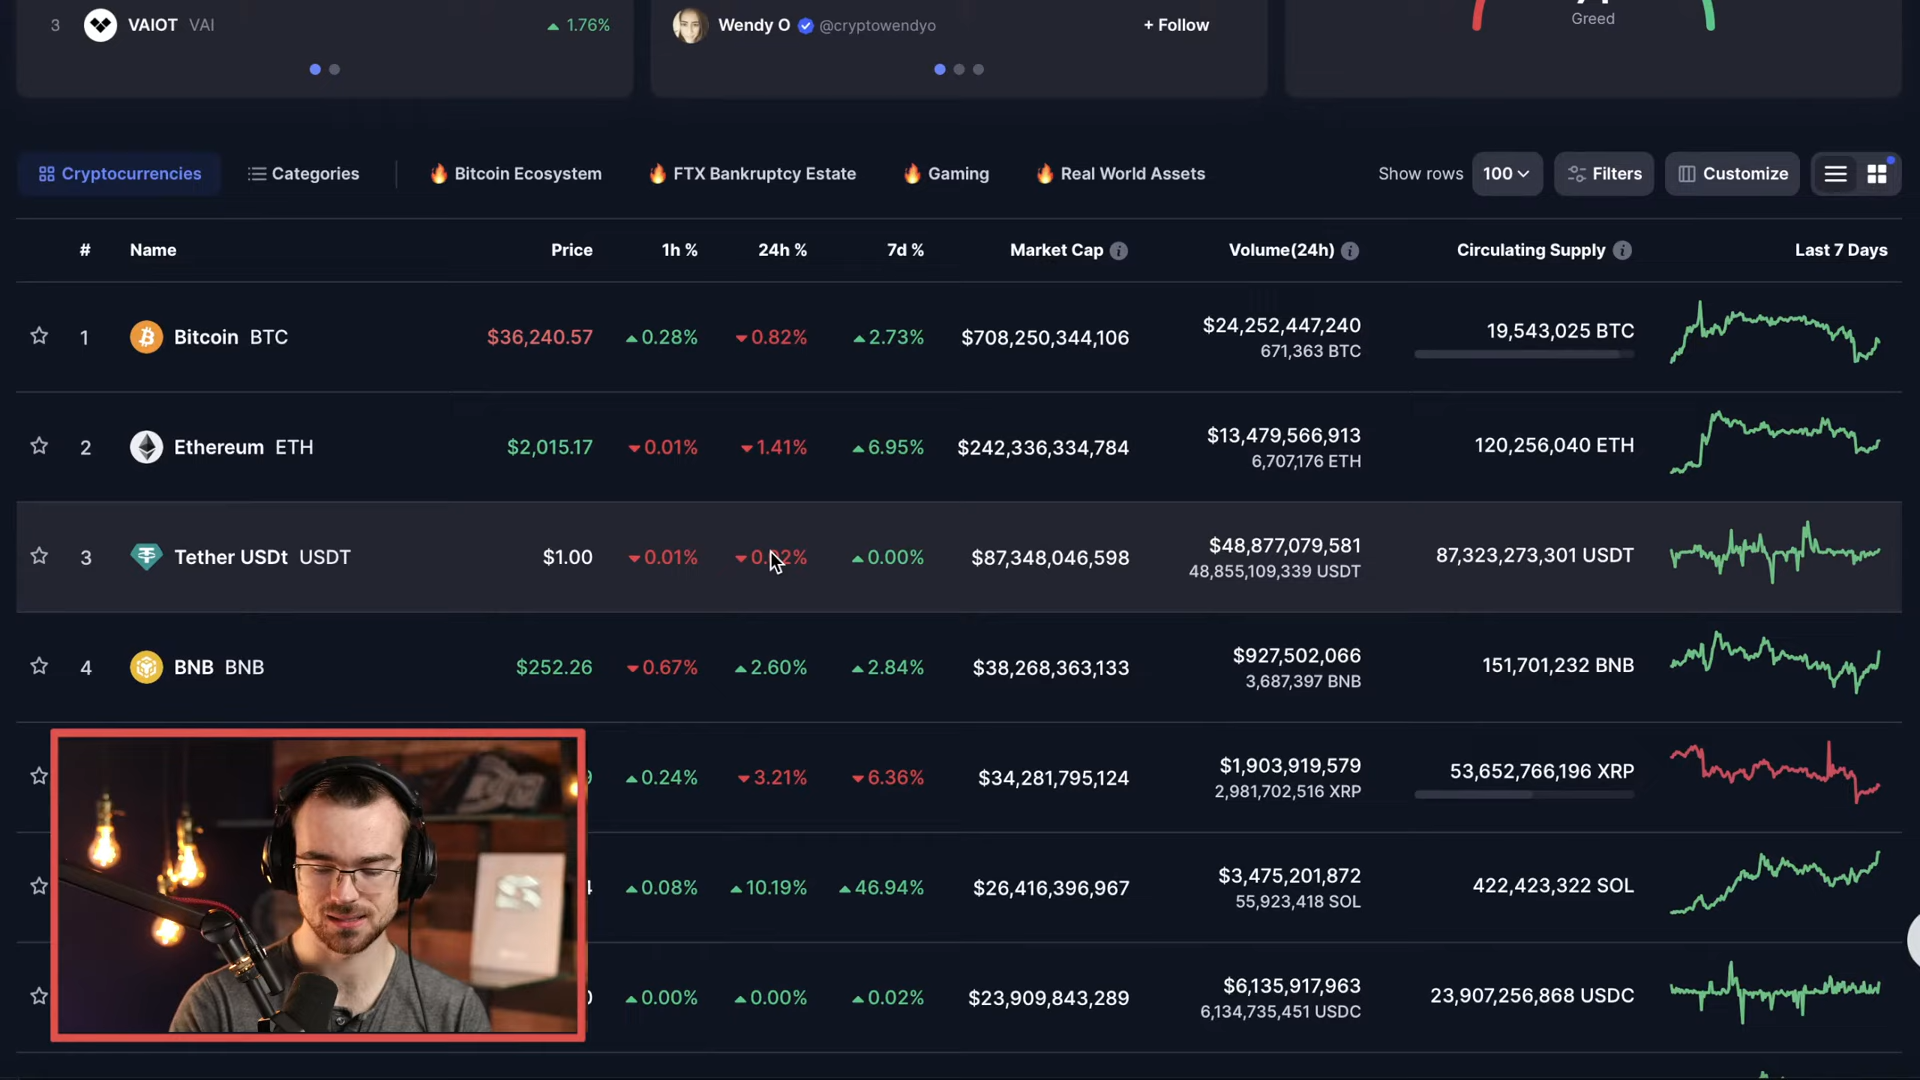 3 VAIOT VAI 1.76%
Wendy O @cryptowendyo + Follow
Greed
Cryptocurrencies Categories Bitcoin Ecosystem FTX Bankruptcy Estate Gaming Real World Assets Show rows 100 Filters Customize
# Name Price 1h % 24h % 7d % Market Cap Volume(24h) Circulating Supply Last 7 Days
1 Bitcoin BTC $36,240.57 0.28% 0.82% 2.73% $708,250,344,106 $24,252,447,240 19,543,025 BTC
671,363 BTC
2 Ethereum ETH $2,015.17 0.01% 1.41% 6.95% $242,336,334,784 $13,479,566,913 120,256,040 ETH
6,707,176 ETH
3 Tether USDt USDT $1.00 0.01% 0.00% $87,348,046,598 $48,877,079,581 87,323,273,301 USDT
48,855,109,339 USDT
4 BNB BNB $252.26 0.67% 2.60% 2.84% $38,268,363,133 $927,502,066 151,701,232 BNB
3,687,397 BNB
0.24% 3.21% 6.36% $34,281,795,124 $1,903,919,579 53,652,766,196 XRP
2,981,702,516 XRP
0.08% 10.19% 46.94% $26,416,396,967 $3,475,201,872 422,423,322 SOL
55,923,418 SOL
0.00% 0.00% 0.02% $23,909,843,289 $6,135,917,963 23,907,256,868 USDC
6,134,735,451 USDC